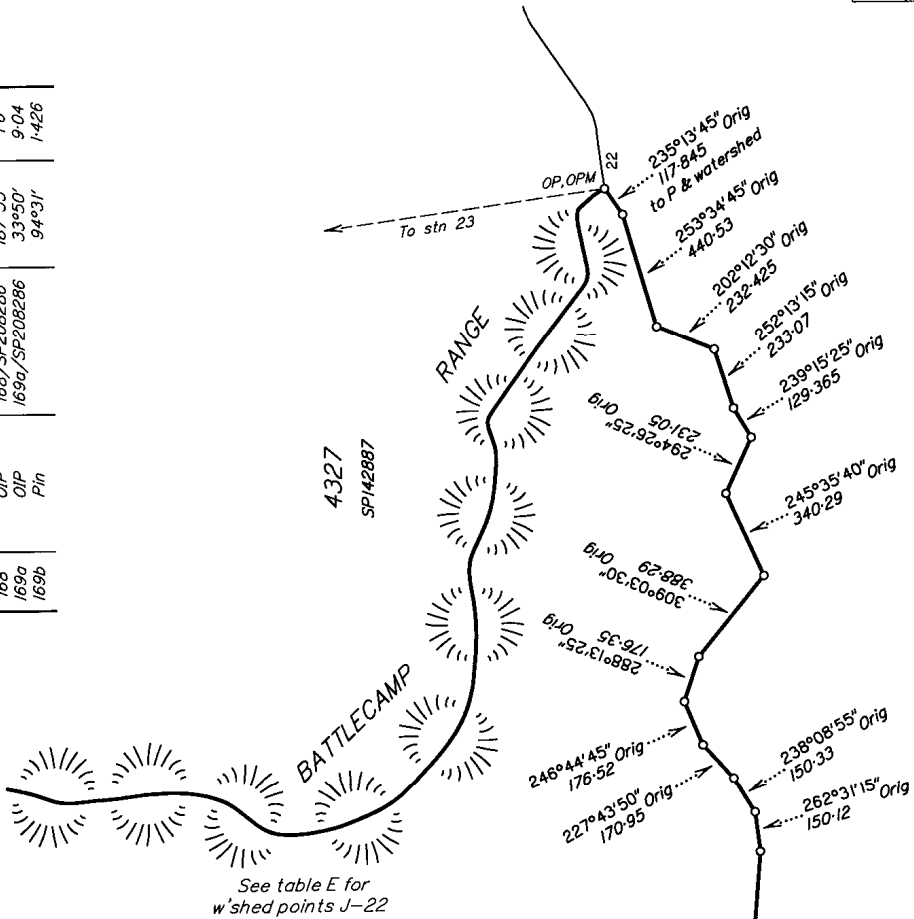 9·04
1·426
33°50'
94°31'
169a/SP208286
OIP
OIP
Pin
168
169a
169b
OP,OPM
22
235°13'45" Orig
117·845
to P & watershed
To stn 23
253°34'45" Orig
440·53
202°12'30" Orig
232·425
252°13'15" Orig
233·07
239°15'25" Orig
129·365
294°26'25" Orig
231·05
245°35'40" Orig
340·29
309°03'30" Orig
388·29
288°13'25" Orig
176·35
246°44'45" Orig
176·52
227°43'50" Orig
170·95
238°08'55" Orig
150·33
262°31'15" Orig
150·12
RANGE
4327
SP142887
BATTLECAMP
See table E for
w'shed points J–22